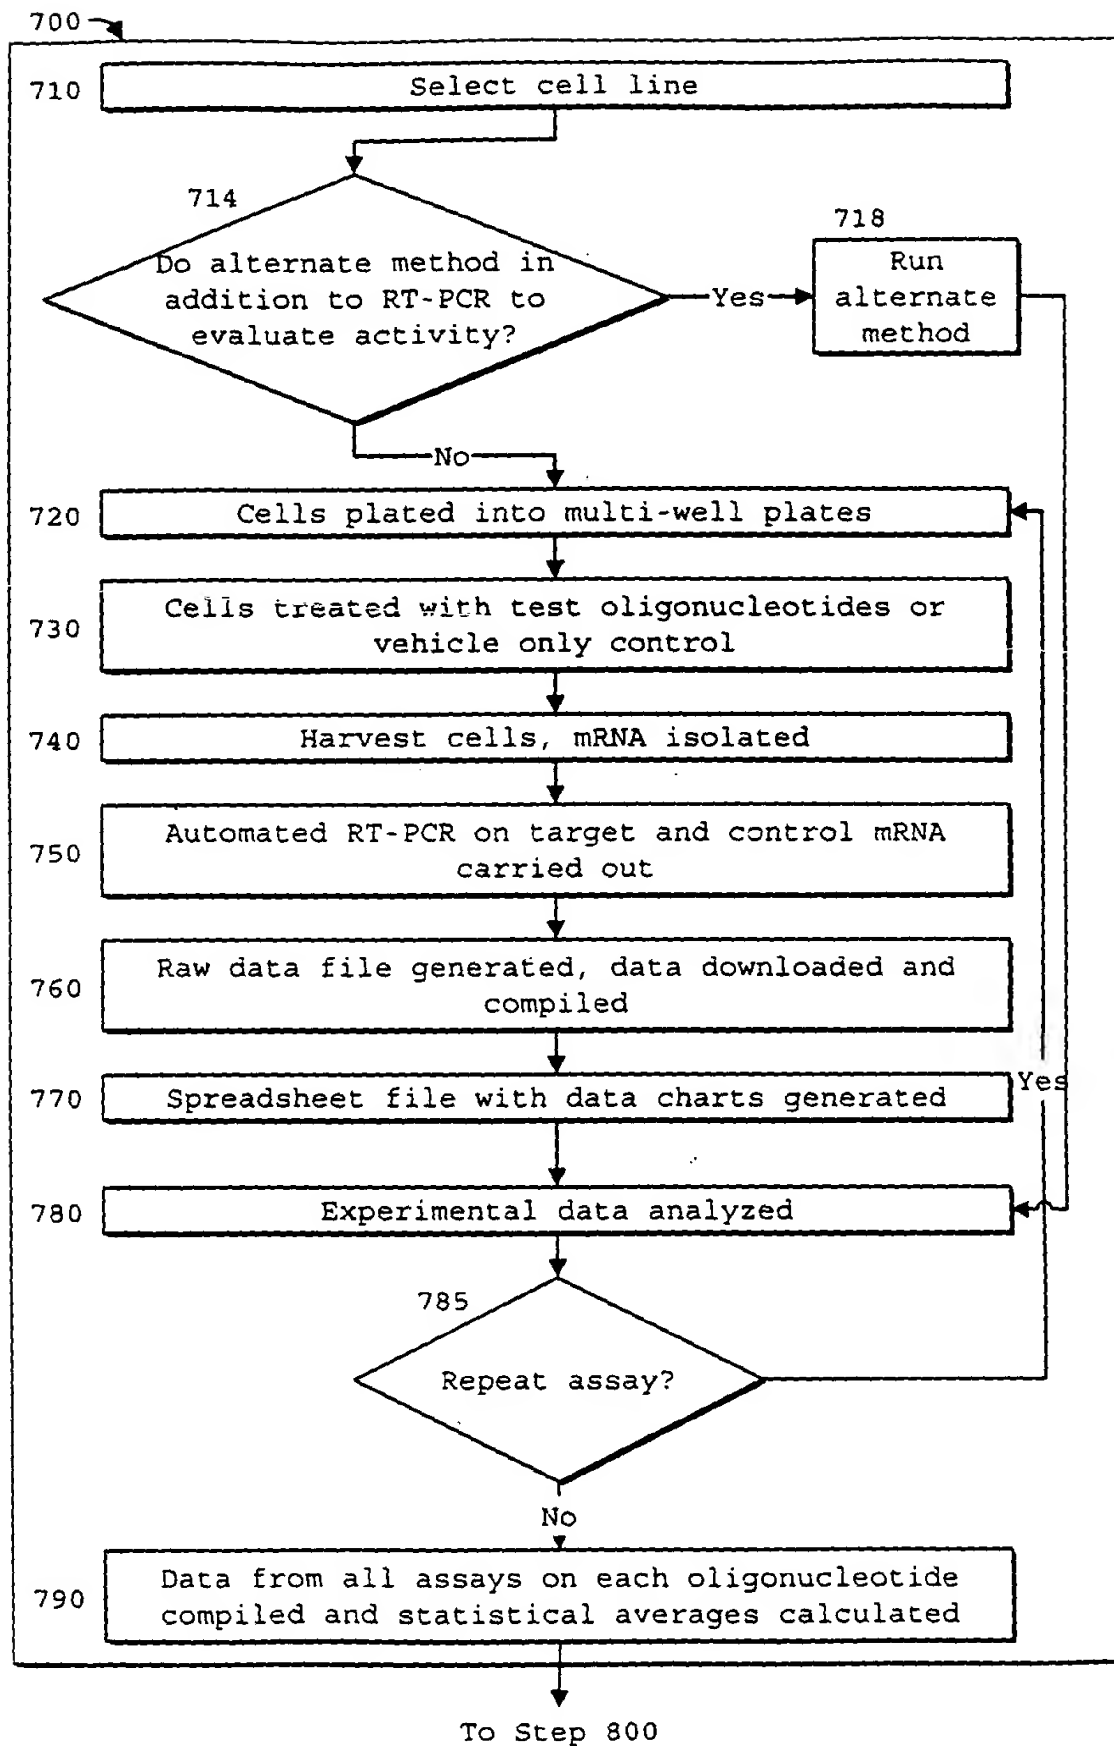 700
710
Select cell line
714
Do alternate method in
addition to RT-PCR to
evaluate activity?
Yes
718
Run
alternate
method
No
720
Cells plated into multi-well plates
730
Cells treated with test oligonucleotides or
vehicle only control
740
Harvest cells, mRNA isolated
750
Automated RT-PCR on target and control mRNA
carried out
760
Raw data file generated, data downloaded and
compiled
770
Spreadsheet file with data charts generated
Yes
780
Experimental data analyzed
785
Repeat assay?
No
790
Data from all assays on each oligonucleotide
compiled and statistical averages calculated
To Step 800